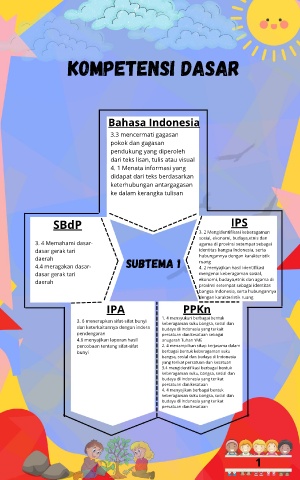 KOMPETENSI DASAR
Bahasa Indonesia
3.3 mencermati gagasan
pokok dan gagasan
pendukung yang diperoleh
dari teks lisan, tulis atau visual
4. 1 Menata informasi yang
didapat dari teks berdasarkan
keterhubungan antargagasan
ke dalam kerangka tulisan
SBdP
3. 4 Memahami dasar-
dasar gerak tari
daerah
4.4 meragakan dasar-
dasar gerak tari
daerah
SUBTEMA 1
IPS
3. 2 Mengidentifikasi keberagaman
sosial, ekonomi, budaya,etnis dan
agama di provinsi setempat sebagai
identitas bangsa Indonesia, serta
hubungannya dengan karakteristik
ruang
4. 2 menyajikan hasil identifikasi
mengenai keberagaman sosial,
ekonomi, budaya,etnis dan agama di
provinsi setempat sebagai identitas
bangsa Indonesia, serta hubungannya
dengan karakteristik ruang
IPA
3. 6 menerapkan sifat-sifat bunyi
dan keterkaitannya dengan indera
pendengaran
4.6 menyajikan laporan hasil
percobaan tentang sifat-sifat
bunyi
PPKn
1. 4 mensyukuri berbagai bentuk
keberagaman suku bangsa, sosial dan
budaya di Indonesia yang terikat
persatuan dan kesatuan sebagai
anugerah Tuhan YME
2. 4 menampilkan sikap kerjasama dalam
berbagai bentuk keberagaman suku
bangsa, sosial dan budaya di Indonesia
yang terikat persatuan dan kesatuan
3.4 mengidentifikasi berbagai bentuk
keberagaman suku, bangsa, sosial dan
budaya di Indonesia yang terikat
persatuan dan kesatuan
4. 4 menyajikan berbagai bentuk
keberagaman suku bangsa, sosial dan
budaya di Indonesia yang terikat
persatuan dan kesatuan
1